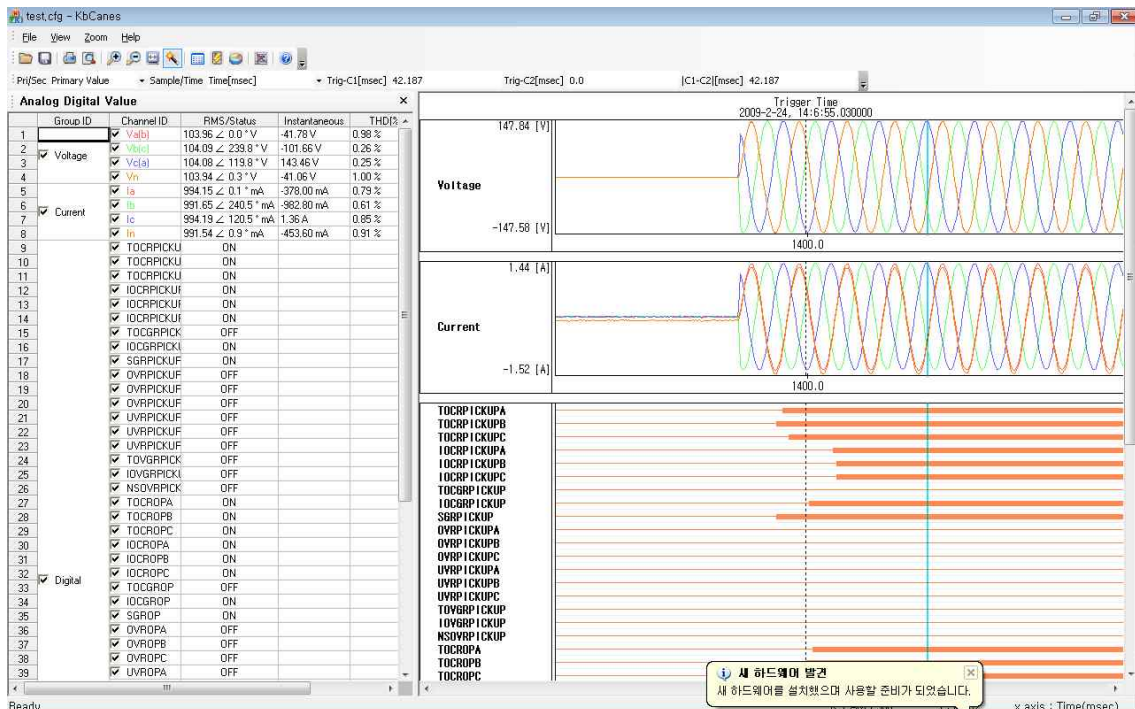 test.cfg - KbCanes
File View Zoom Help
Pri/Sec Primary Value Sample/Time Time[msec] Trig-C1[msec] 42.187 Trig-C2[msec] 0.0 |C1-C2|[msec] 42.187
Analog Digital Value
Group ID Channel ID RMS/Status Instantaneous THD[%
1 Va(b) 103.96 ∠ 0.0 ° V -41.78 V 0.98 %
2 Vb(c) 104.09 ∠ 239.8 ° V -101.66 V 0.26 %
Voltage
3 Vc(a) 104.08 ∠ 119.8 ° V 143.46 V 0.25 %
4 Vn 103.94 ∠ 0.3 ° V -41.06 V 1.00 %
5 Ia 994.15 ∠ 0.1 ° mA -378.00 mA 0.79 %
6 Ib 991.65 ∠ 240.5 ° mA -982.80 mA 0.61 %
Current
7 Ic 994.19 ∠ 120.5 ° mA 1.36 A 0.85 %
8 In 991.54 ∠ 0.9 ° mA -453.60 mA 0.91 %
9 TOCRPICKU ON
10 TOCRPICKU ON
11 TOCRPICKU ON
12 IOCRPICKUF ON
13 IOCRPICKUF ON
14 IOCRPICKUF ON
15 TOCGRPICK OFF
16 IOCGRPICK ON
17 SGRPICKUF ON
18 OVRPICKUF OFF
19 OVRPICKUF OFF
20 OVRPICKUF OFF
21 UVRPICKUF OFF
22 UVRPICKUF OFF
23 UVRPICKUF OFF
24 TOVGRPICK OFF
25 IOVGRPICKU OFF
26 NSOVRPICK OFF
27 TOCROPA ON
28 TOCROPB ON
29 TOCROPC ON
30 IOCROPA ON
31 IOCROPB ON
32 IOCROPC ON
Digital
33 TOCGROP OFF
34 IOCGROP ON
35 SGROP ON
36 OVROPA OFF
37 OVROPB OFF
38 OVROPC OFF
39 UVROPA OFF
Trigger Time
2009-2-24, 14:6:55.030000
147.84 [V]
Voltage
-147.58 [V]
1400.0
1.44 [A]
Current
-1.52 [A]
1400.0
TOCRPICKUPA
TOCRPICKUPB
TOCRPICKUPC
IOCRPICKUPA
IOCRPICKUPB
IOCRPICKUPC
TOCGRPICKUP
IOCGRPICKUP
SGRPICKUP
OVRPICKUPA
OVRPICKUPB
OVRPICKUPC
UVRPICKUPA
UVRPICKUPB
UVRPICKUPC
TOVGRPICKUP
IOVGRPICKUP
NSOVRPICKUP
TOCROPA
TOCROPB
TOCROPC
새 하드웨어 발견
새 하드웨어를 설치했으며 사용할 준비가 되었습니다.
Ready
x axis : Time(msec)